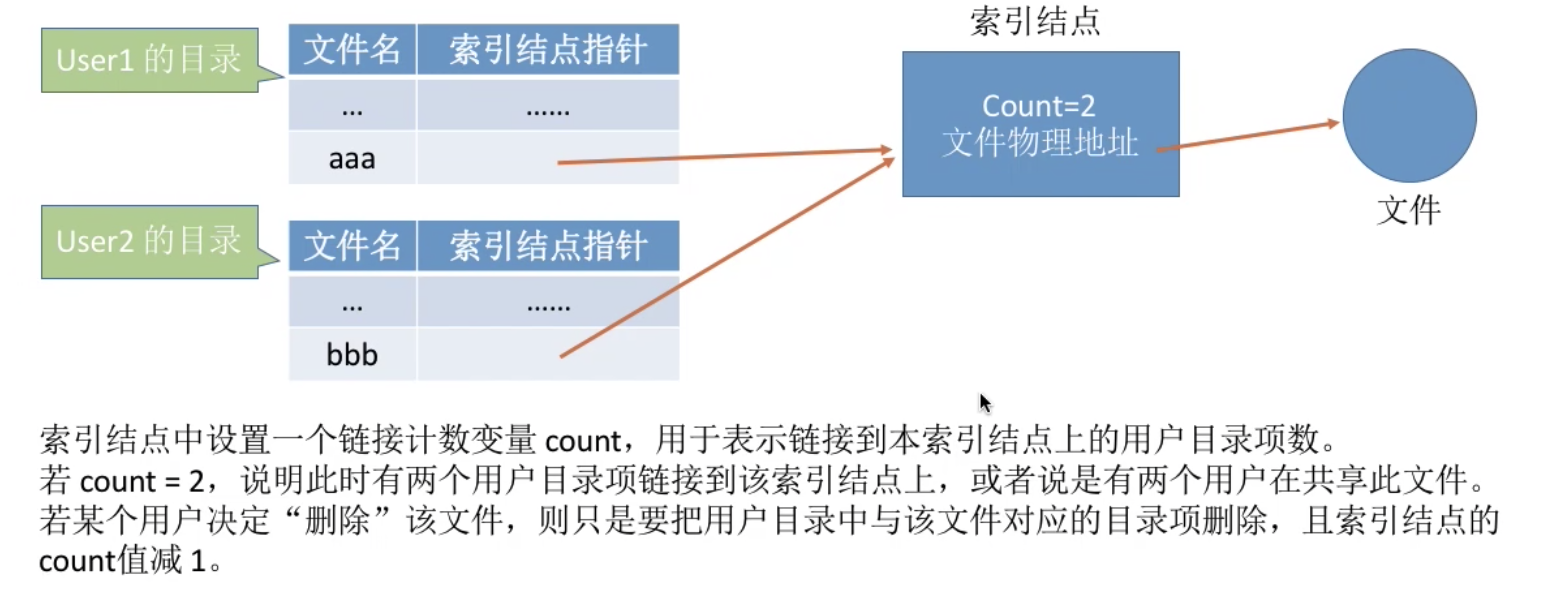 User1 的目录
文件名 索引结点指针
... ......
aaa
User2 的目录
文件名 索引结点指针
... ......
bbb
索引结点
Count=2
文件物理地址
文件
索引结点中设置一个链接计数变量 count，用于表示链接到本索引结点上的用户目录项数。
若 count = 2，说明此时有两个用户目录项链接到该索引结点上，或者说是有两个用户在共享此文件。
若某个用户决定“删除”该文件，则只是要把用户目录中与该文件对应的目录项删除，且索引结点的
count值减 1。